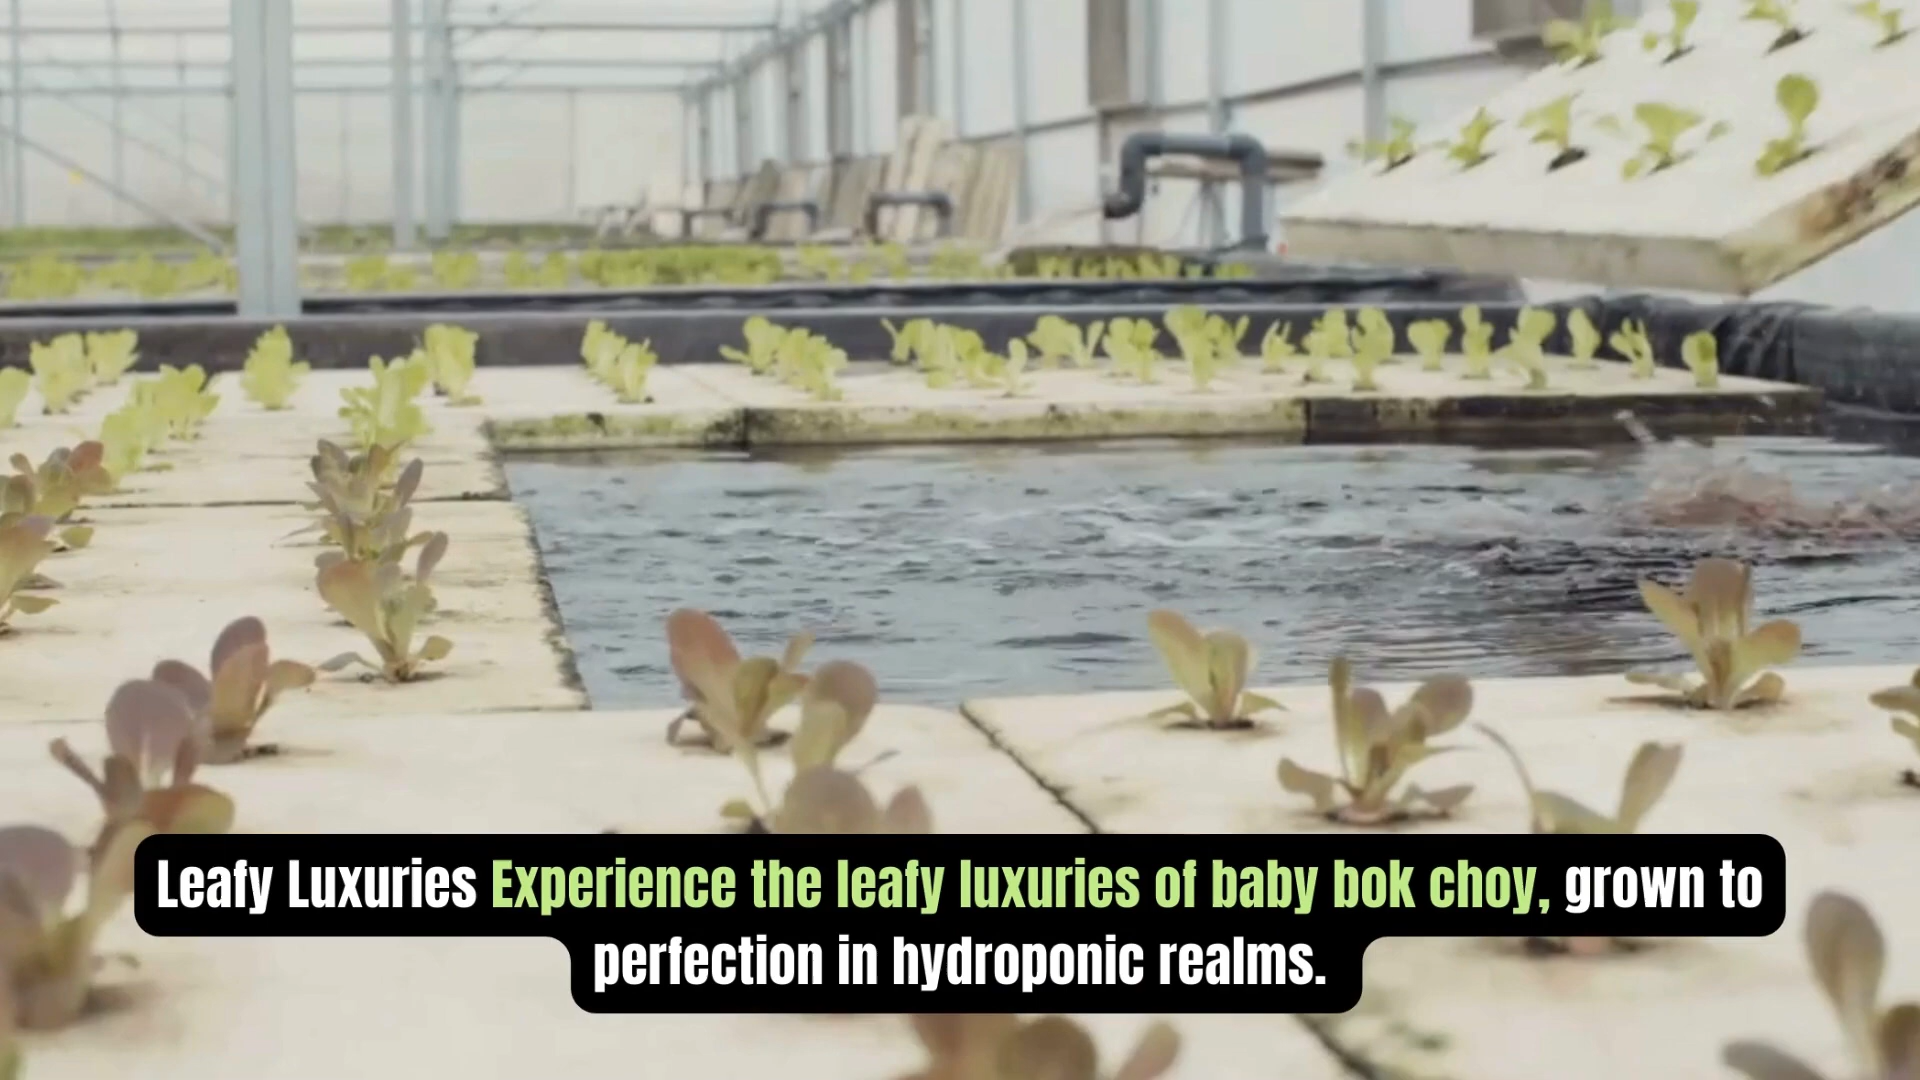 Leafy Luxuries Experience the leafy luxuries of baby bok choy, grown to
perfection in hydroponic realms.